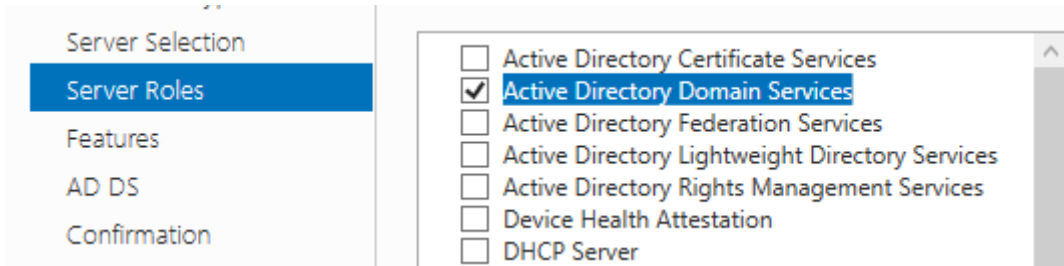 Server Selection
Server Roles
Features
AD DS
Confirmation
Active Directory Certificate Services
Active Directory Domain Services
Active Directory Federation Services
Active Directory Lightweight Directory Services
Active Directory Rights Management Services
Device Health Attestation
DHCP Server